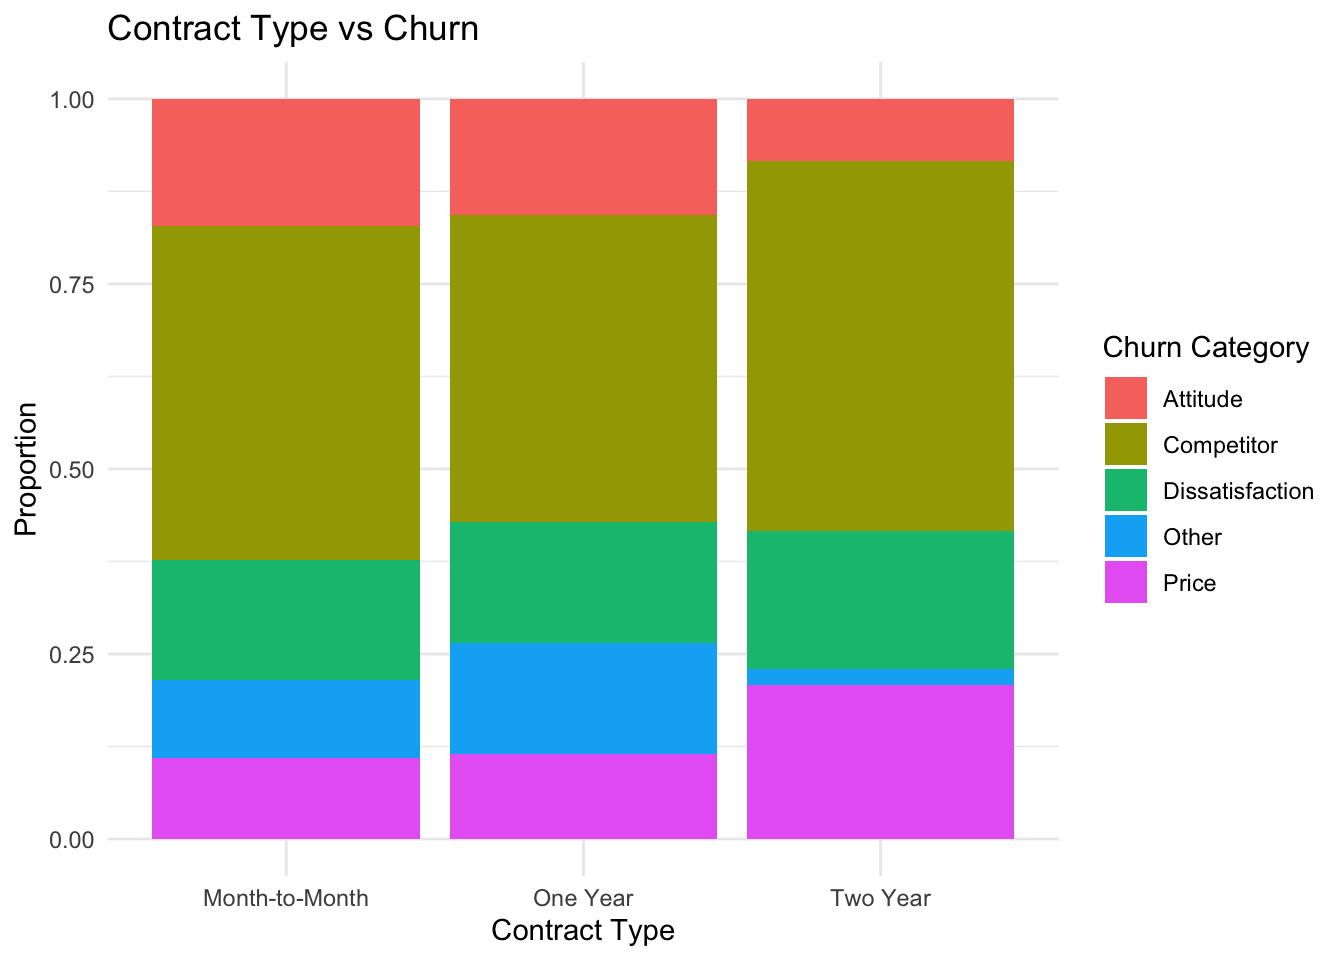 Contract Type vs Churn
1.00
0.75
0.50
0.25
0.00
Proportion
Month-to-Month
One Year
Two Year
Contract Type
Churn Category
Attitude
Competitor
Dissatisfaction
Other
Price